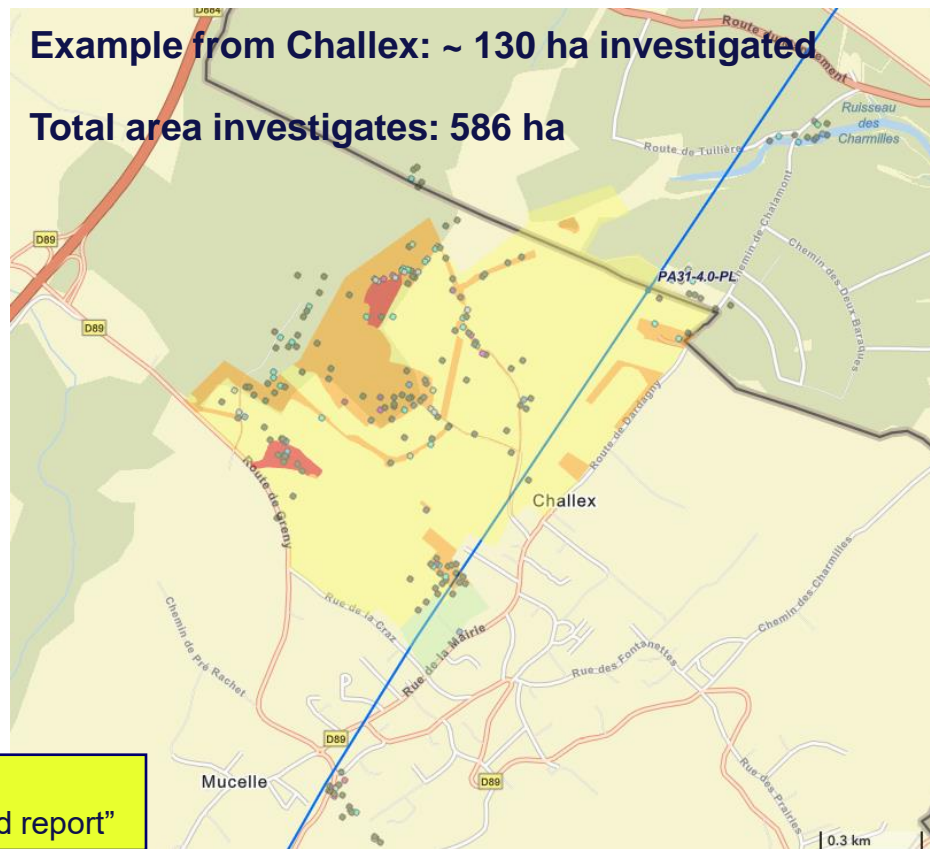 D884
Example from Challex: ~ 130 ha investigated
Total area investigates: 586 ha
Ruisseau
des
Charmilles
Route de Tuilière
Chemin de Chalamont
Chemin des Deux Baraques
D89
PA31-4.0-PL
D89
Route de Dardagny
Challex
Route de Greny
Rue de la Craz
Rue de la Mairie
Chemin des Charmilles
Rue des Fontanettes
Chemin de Pré Rachet
D89
Mucelle
D89
Rue des Prairies
d report”
0.3 km